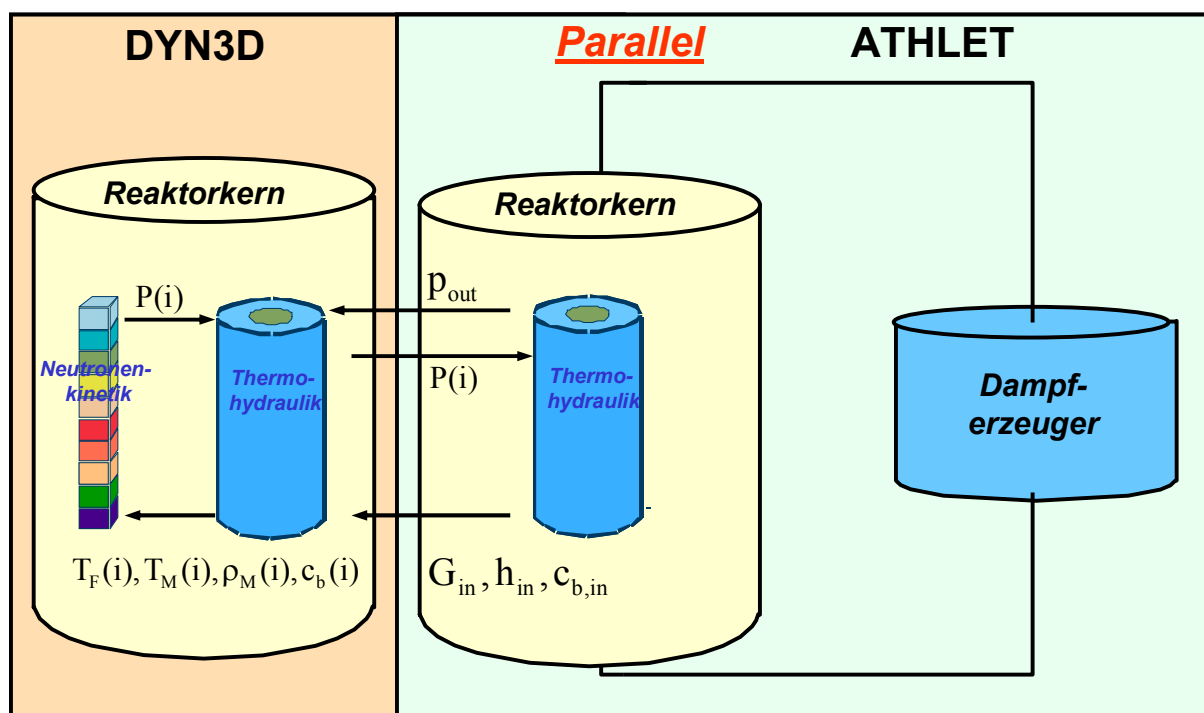 DYN3D
Parallel
ATHLET
Reaktorkern
Reaktorkern
P(i)
p_out
Neutronen-
kinetik
Thermo-
hydraulik
P(i)
Thermo-
hydraulik
Dampf-
erzeuger
T_F(i), T_M(i), ρ_M(i), c_b(i)
G_in, h_in, c_b,in